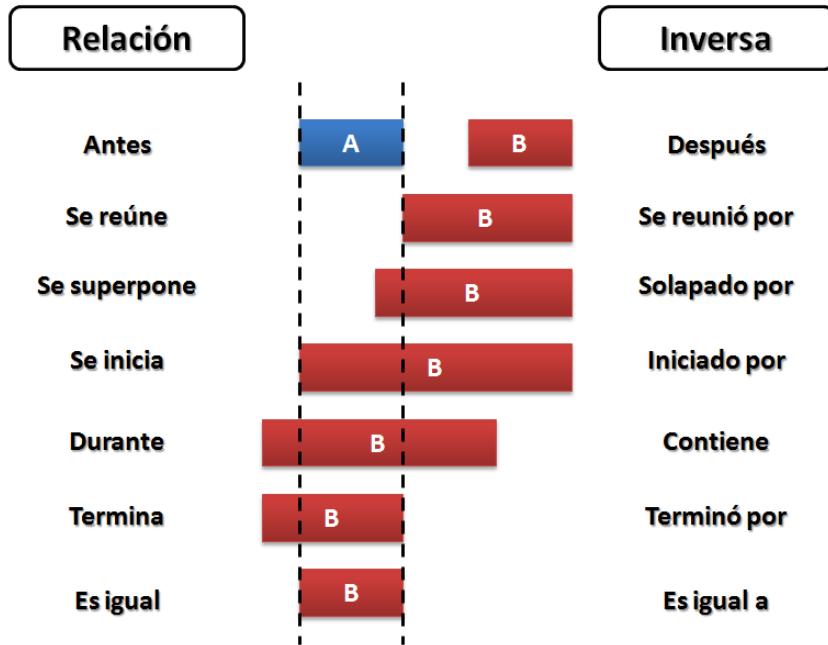 Relación Inversa
Antes A B Después
Se reúne B Se reunió por
Se superpone B Solapado por
Se inicia B Iniciado por
Durante B Contiene
Termina B Terminó por
Es igual B Es igual a